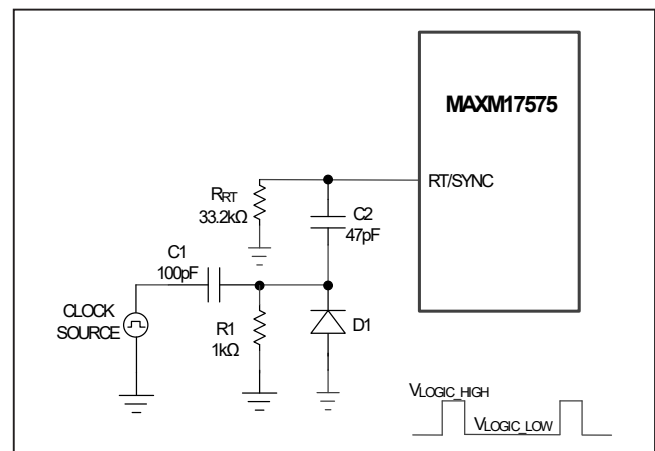 MAXM17575
RT/SYNC
RRT
33.2kΩ
C2
47pF
C1
100pF
CLOCK
SOURCE
R1
1kΩ
D1
VLOGIC_HIGH
VLOGIC_LOW